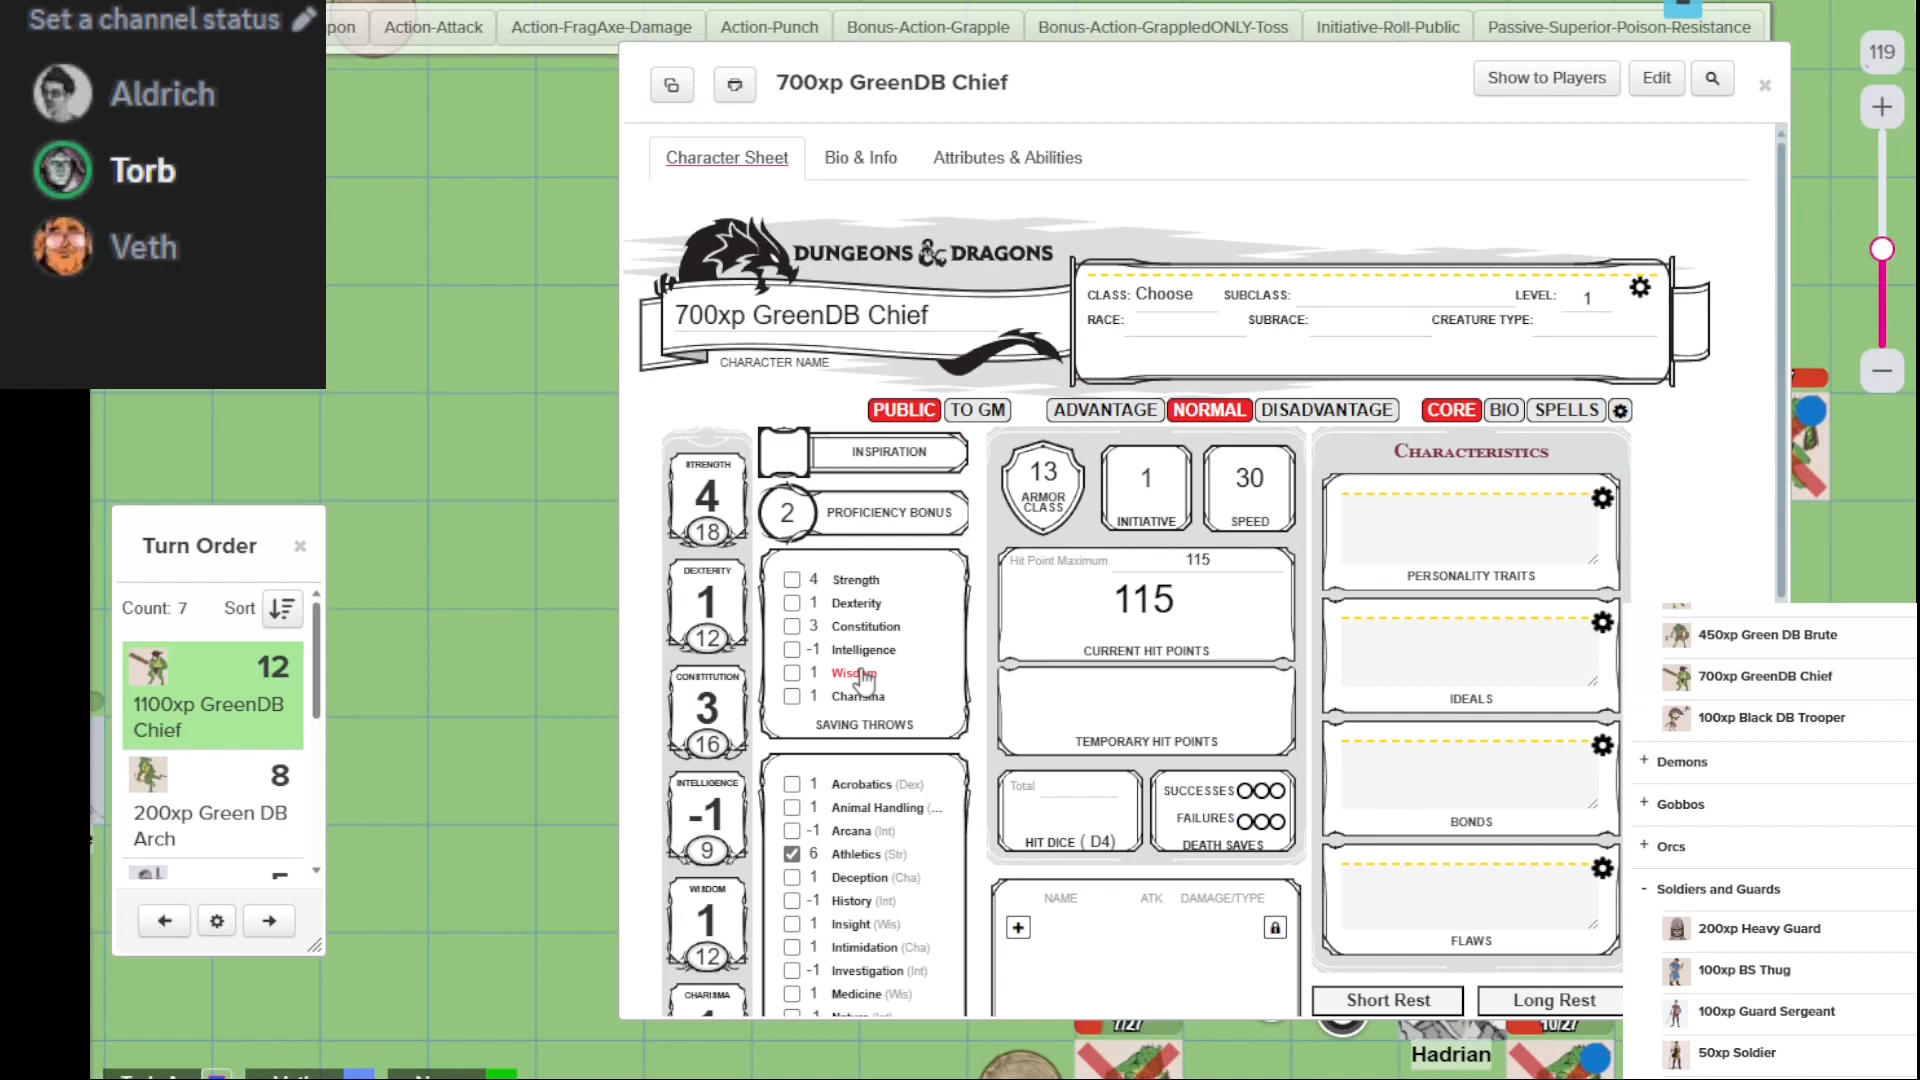 Set a channel status
Aldrich
Torb
Veth
pon
Action-Attack
Action-FragAxe-Damage
Action-Punch
Bonus-Action-Grapple
Bonus-Action-GrappledONLY-Toss
Initiative-Roll-Public
Passive-Superior-Poison-Resistance
119
700xp GreenDB Chief
Show to Players
Edit
Character Sheet
Bio & Info
Attributes & Abilities
DUNGEONS & DRAGONS
700xp GreenDB Chief
CHARACTER NAME
CLASS: Choose SUBCLASS: LEVEL: 1
RACE: SUBRACE: CREATURE TYPE:
PUBLIC TO GM ADVANTAGE NORMAL DISADVANTAGE CORE BIO SPELLS
STRENGTH
4
18
DEXTERITY
1
12
CONSTITUTION
3
16
INTELLIGENCE
-1
9
WISDOM
1
12
CHARISMA
INSPIRATION
2 PROFICIENCY BONUS
4 Strength
1 Dexterity
3 Constitution
-1 Intelligence
1 Wisdom
1 Charisma
SAVING THROWS
1 Acrobatics (Dex)
1 Animal Handling (...
-1 Arcana (Int)
6 Athletics (Str)
1 Deception (Cha)
-1 History (Int)
1 Insight (Wis)
1 Intimidation (Cha)
-1 Investigation (Int)
1 Medicine (Wis)
13
ARMOR
CLASS
1
INITIATIVE
30
SPEED
Hit Point Maximum 115
115
CURRENT HIT POINTS
TEMPORARY HIT POINTS
Total
HIT DICE ( D4)
SUCCESSES
FAILURES
DEATH SAVES
NAME ATK DAMAGE/TYPE
CHARACTERISTICS
PERSONALITY TRAITS
IDEALS
BONDS
FLAWS
Short Rest
Long Rest
Turn Order
Count: 7 Sort
12
1100xp GreenDB
Chief
8
200xp Green DB
Arch
450xp Green DB Brute
700xp GreenDB Chief
100xp Black DB Trooper
+ Demons
+ Gobbos
+ Orcs
- Soldiers and Guards
200xp Heavy Guard
100xp BS Thug
100xp Guard Sergeant
50xp Soldier
7/27
Hadrian
10/27